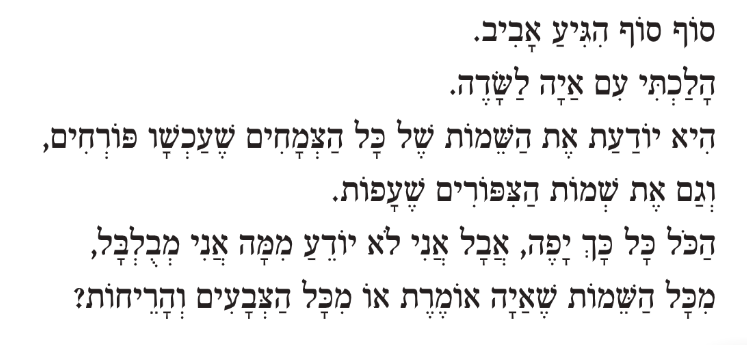 סוֹף סוֹף הִגִּיעַ אָבִיב.
הָלַכְתִּי עִם אַיָּה לַשָּׂדֶה.
הִיא יוֹדַעַת אֶת הַשֵּׁמוֹת שֶׁל כָּל הַצְּמָחִים שֶׁעַכְשָׁו פּוֹרְחִים,
וְגַם אֶת שְׁמוֹת הַצִּפּוֹרִים שֶׁעָפוֹת.
הַכֹּל כָּל כָּךְ יָפֶה, אֲבָל אֲנִי לֹא יוֹדֵעַ מִמָּה אֲנִי מְבֻלְבָּל,
מִכָּל הַשֵּׁמוֹת שֶׁאַיָּה אוֹמֶרֶת אוֹ מִכָּל הַצְּבָעִים וְהָרֵיחוֹת?